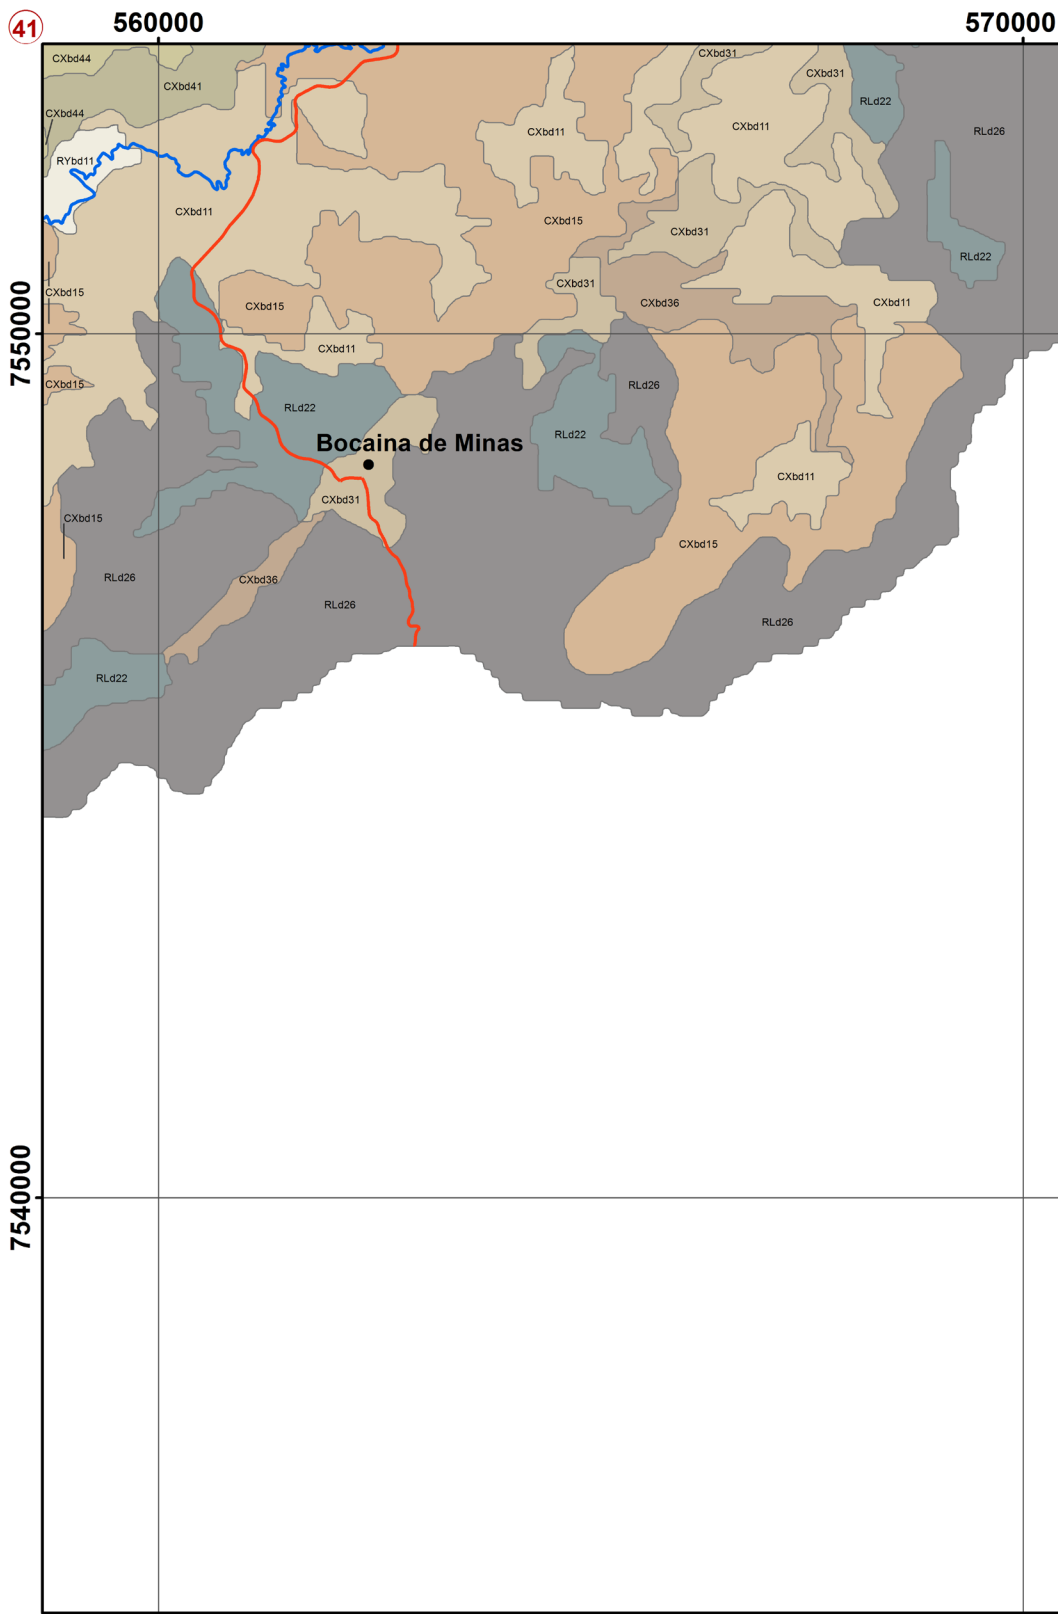 41
560000
570000
CXbd44
CXbd31
CXbd31
CXbd41
RLd22
CXbd44
CXbd11
CXbd11
RLd26
RYbd11
CXbd11
CXbd15
CXbd31
RLd22
CXbd31
CXbd15
CXbd15
CXbd36
CXbd11
7550000
CXbd11
CXbd15
RLd26
RLd22
RLd22
Bocaina de Minas
CXbd11
CXbd31
CXbd15
CXbd15
RLd26
CXbd36
RLd26
RLd26
RLd22
7540000